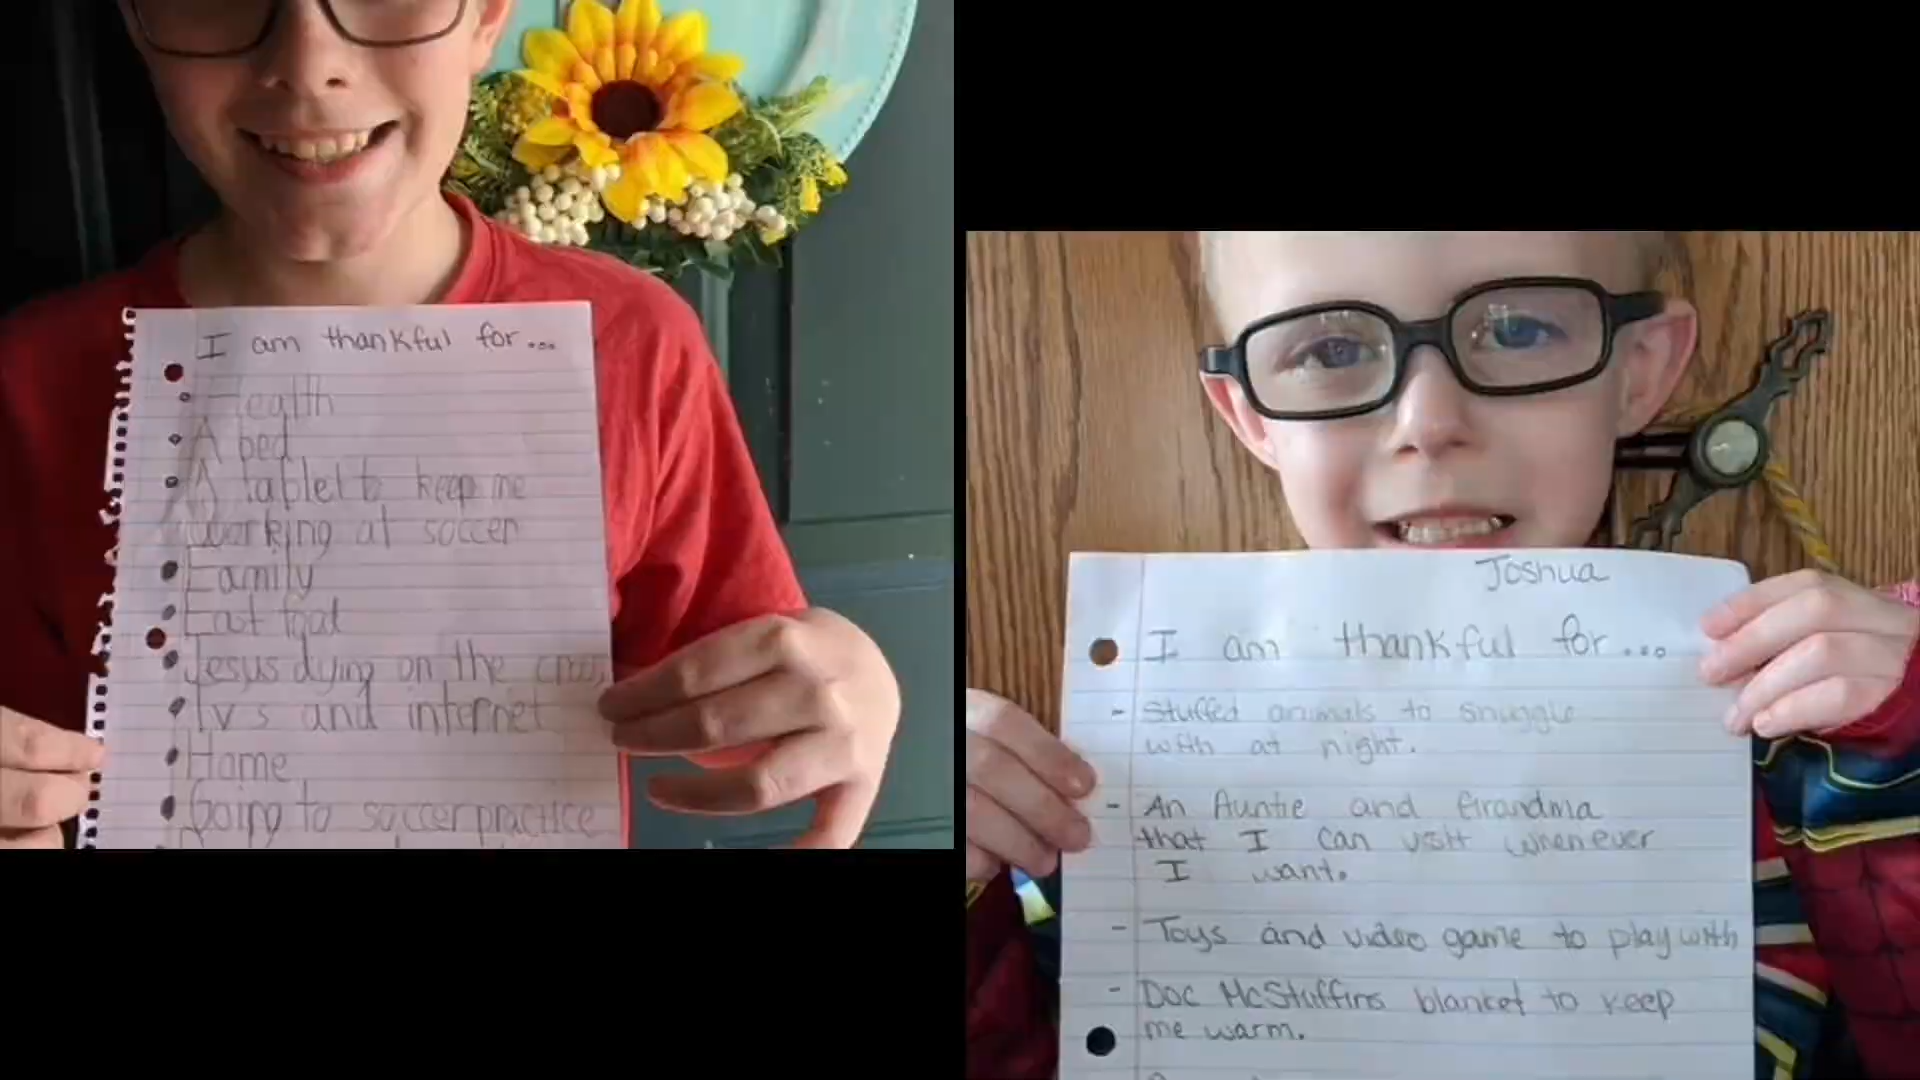 I am thankful for...
Health
A bed
A tablet to keep me
working at soccer
Family
East food
Jesus dying on the cross
Tvs and internet
Home
Going to soccer practice
Joshua
I am thankful for...
- Stuffed animals to snuggle
with at night.
- An Auntie and Grandma
that I can visit whenever
I want.
- Toys and video game to play with
- Doc McStuffins blanket to keep
me warm.